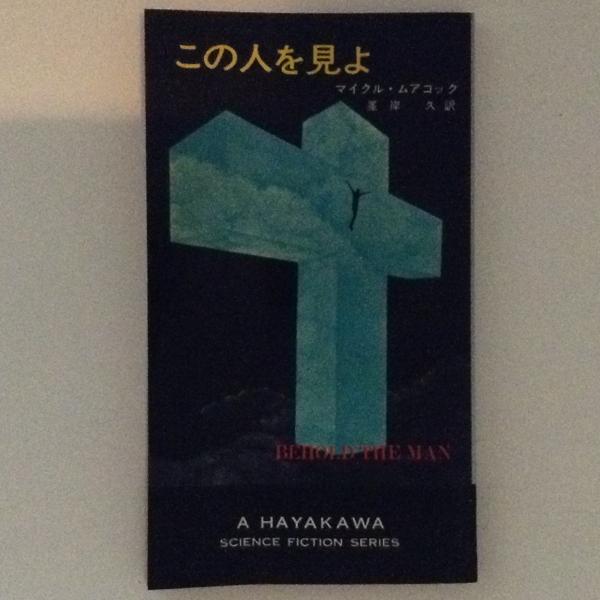 この人を見よ
マイクル・ムアコック
峯岸 久訳
BEHOLD THE MAN
A HAYAKAWA
SCIENCE FICTION SERIES